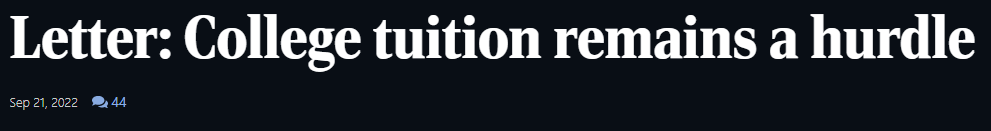 Letter: College tuition remains a hurdle
Sep 21, 2022 44